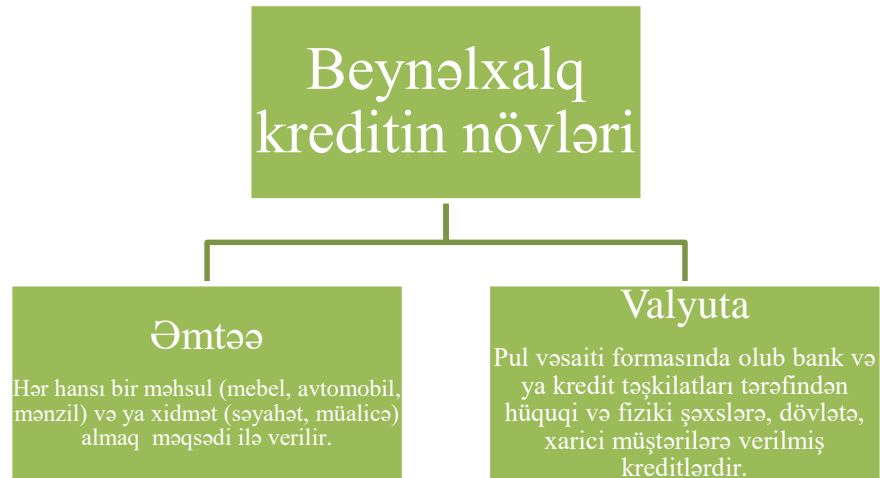 Beynəlxalq
kreditin növləri
Əmtəə
Hər hansı bir məhsul (mebel, avtomobil,
mənzil) və ya xidmət (səyahət, müalicə)
almaq məqsədi ilə verilir.
Valyuta
Pul vəsaiti formasında olub bank və
ya kredit təşkilatları tərəfindən
hüquqi və fiziki şəxslərə, dövlətə,
xarici müştərilərə verilmiş
kreditlərdir.